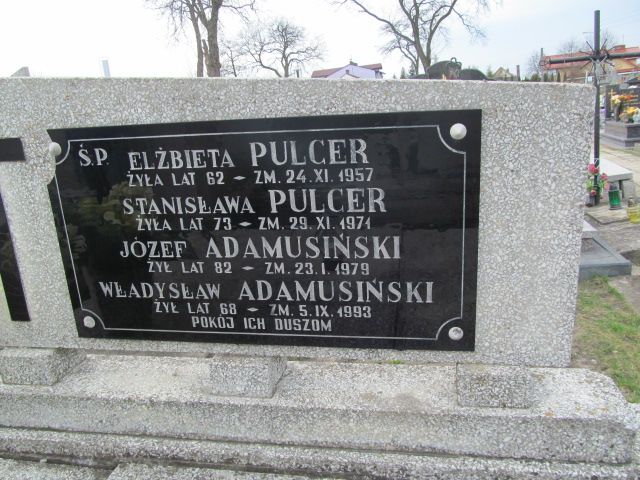 Ś.P. ELŻBIETA PULCER
ŻYŁA LAT 62 - ZM. 24.XI.1957
STANISŁAWA PULCER
ŻYŁA LAT 73 - ZM. 29.XI.1971
JÓZEF ADAMUSIŃSKI
ŻYŁ LAT 82 - ZM. 23.I.1979
WŁADYSŁAW ADAMUSIŃSKI
ŻYŁ LAT 68 - ZM. 5.IX.1993
POKÓJ ICH DUSZOM